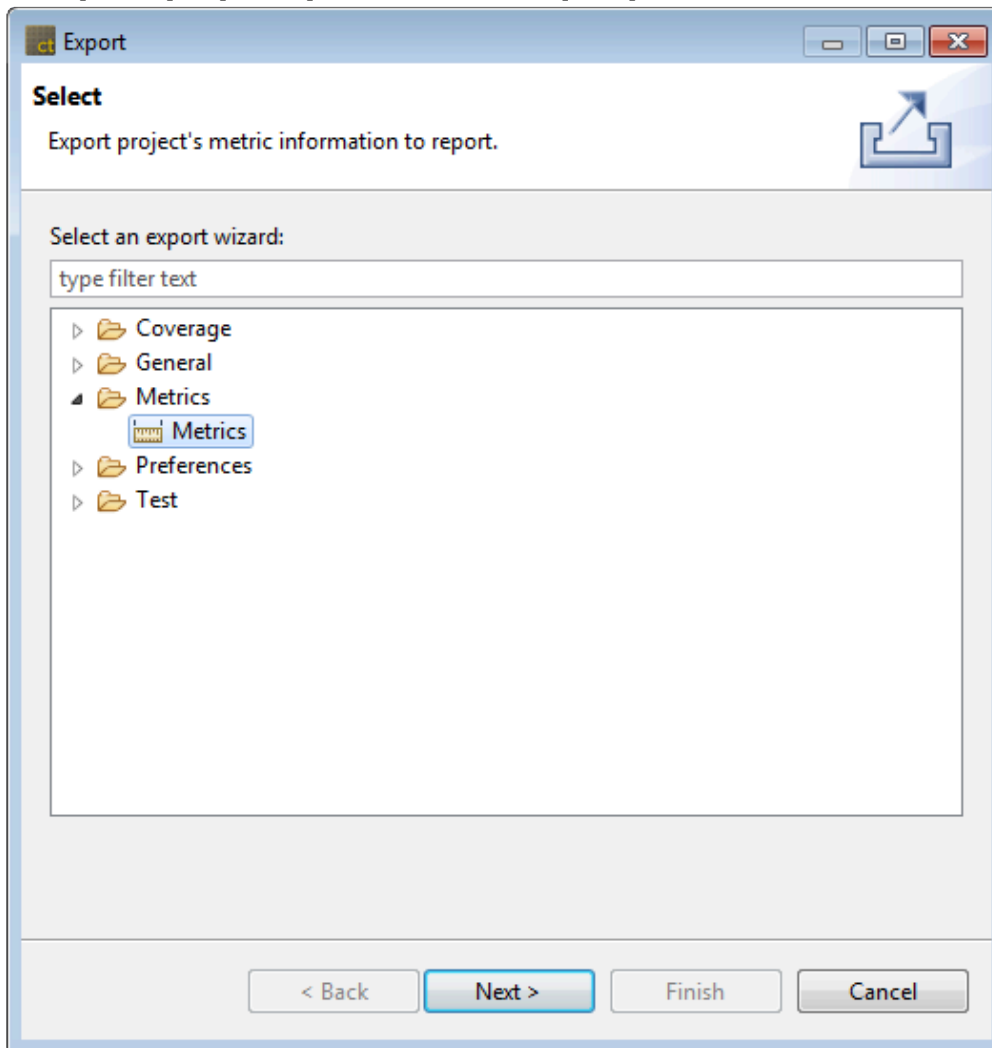 ct Export
Select
Export project's metric information to report.
Select an export wizard:
type filter text
Coverage
General
Metrics
Metrics
Preferences
Test
< Back Next > Finish Cancel